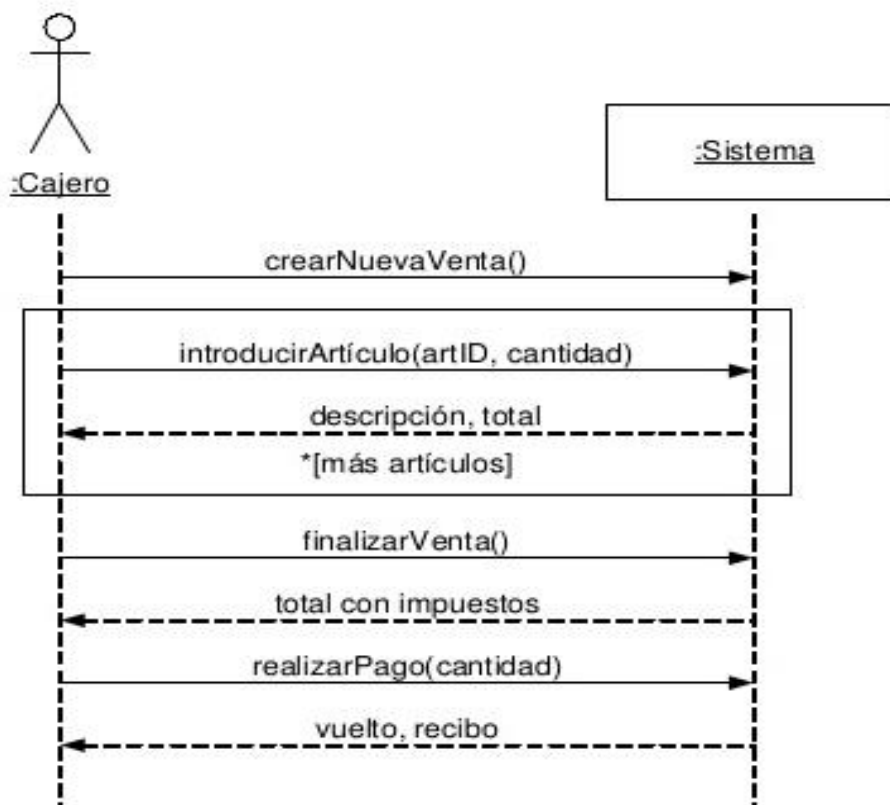 :Cajero
:Sistema
crearNuevaVenta()
introducirArtículo(artID, cantidad)
descripción, total
*[más artículos]
finalizarVenta()
total con impuestos
realizarPago(cantidad)
vuelto, recibo